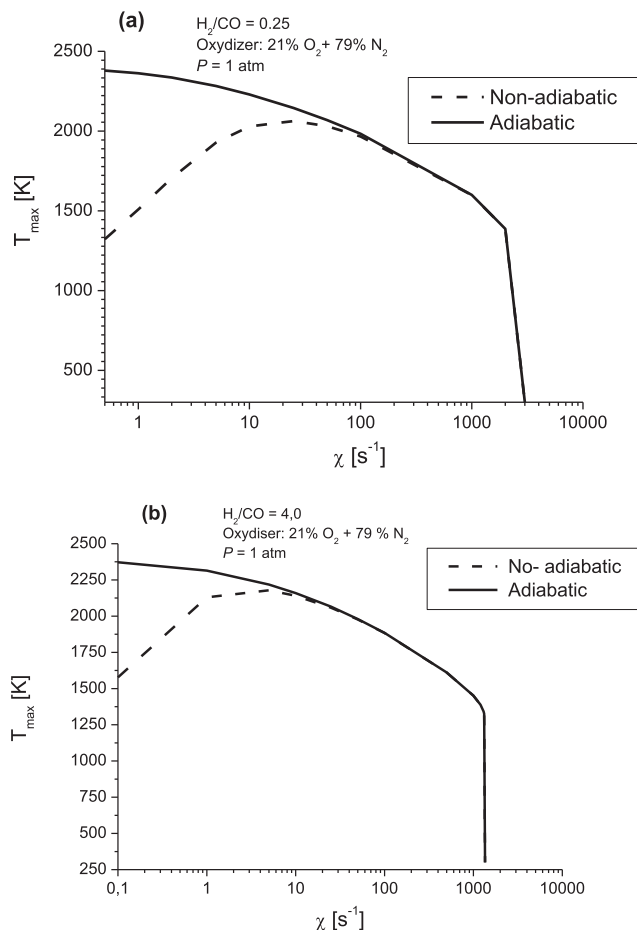 (a)
H₂/CO = 0.25
Oxydizer: 21% O₂+ 79% N₂
P = 1 atm
Non-adiabatic
Adiabatic
2500
2000
1500
1000
500
T_max [K]
1
10
100
1000
10000
χ [s⁻¹]
(b)
H₂/CO = 4,0
Oxydiser: 21% O₂ + 79 % N₂
P = 1 atm
No- adiabatic
Adiabatic
2500
2250
2000
1750
1500
1250
1000
750
500
250
T_max [K]
0,1
1
10
100
1000
10000
χ [s⁻¹]